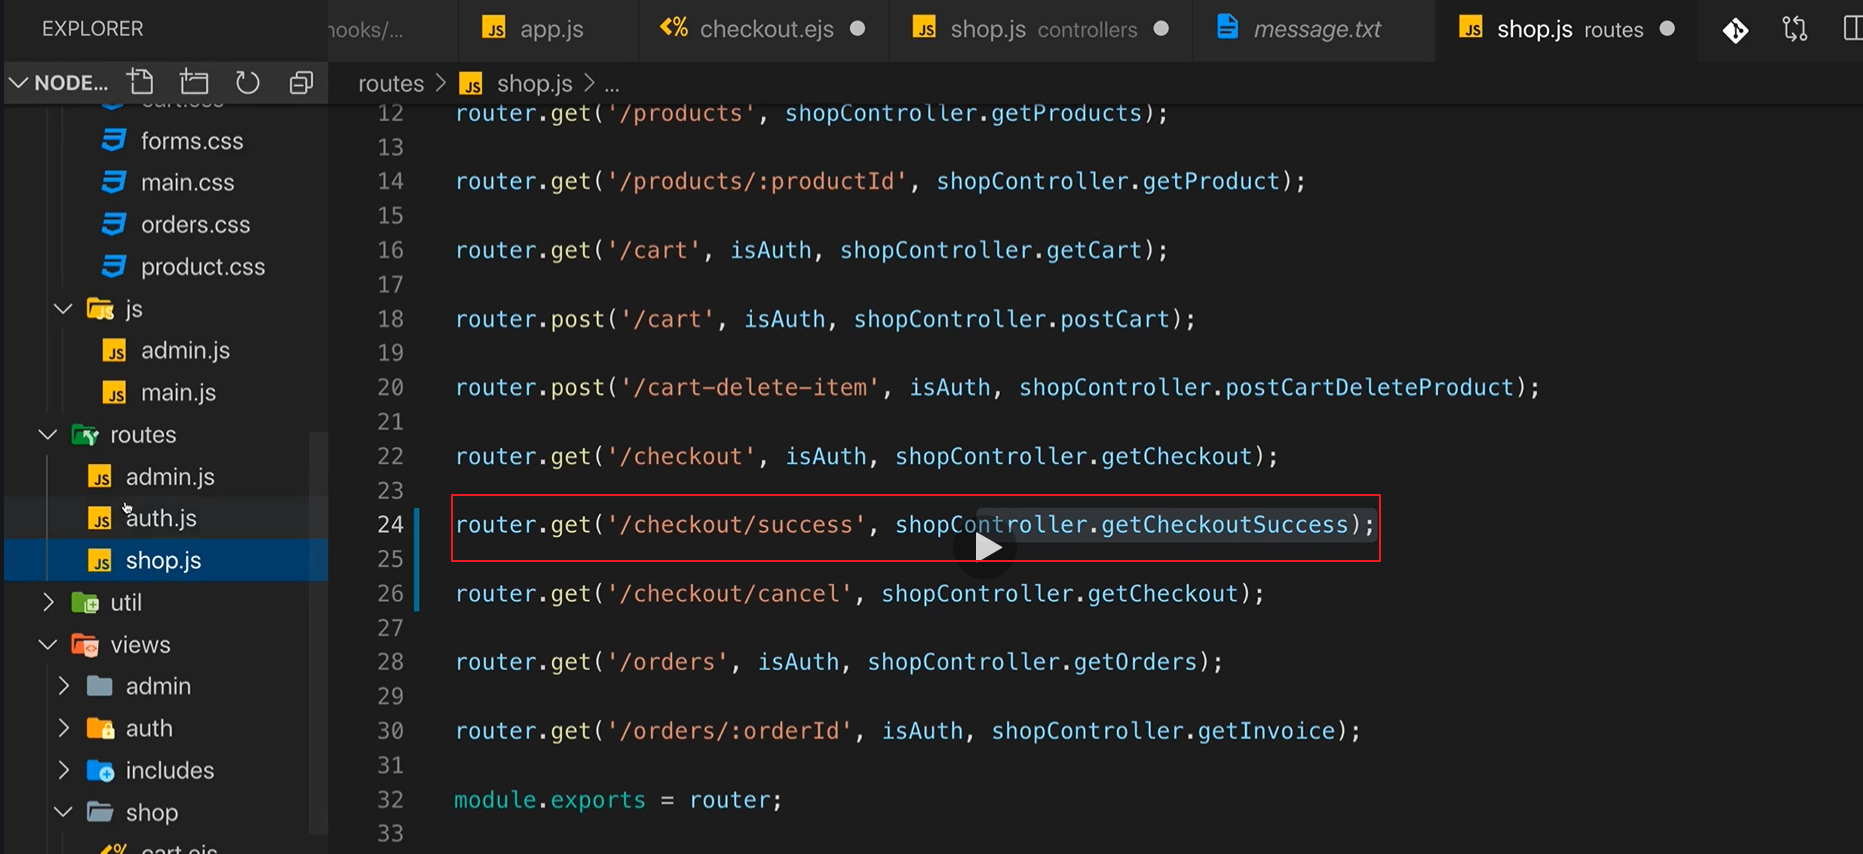 EXPLORER
hooks/...
app.js
checkout.ejs
shop.js controllers
message.txt
shop.js routes
NODE...
routes > shop.js > ...
cart.css
forms.css
main.css
orders.css
product.css
js
admin.js
main.js
routes
admin.js
auth.js
shop.js
util
views
admin
auth
includes
shop
cart.ejs
12 router.get('/products', shopController.getProducts);
13
14 router.get('/products/:productId', shopController.getProduct);
15
16 router.get('/cart', isAuth, shopController.getCart);
17
18 router.post('/cart', isAuth, shopController.postCart);
19
20 router.post('/cart-delete-item', isAuth, shopController.postCartDeleteProduct);
21
22 router.get('/checkout', isAuth, shopController.getCheckout);
23
24 router.get('/checkout/success', shopController.getCheckoutSuccess);
25
26 router.get('/checkout/cancel', shopController.getCheckout);
27
28 router.get('/orders', isAuth, shopController.getOrders);
29
30 router.get('/orders/:orderId', isAuth, shopController.getInvoice);
31
32 module.exports = router;
33